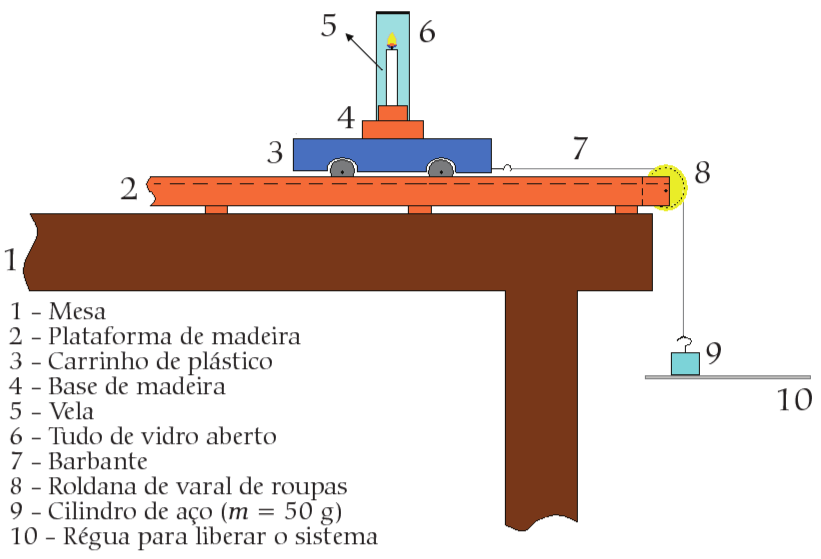 5
6
4
3
7
8
2
1
9
10
1 – Mesa
2 – Plataforma de madeira
3 – Carrinho de plástico
4 – Base de madeira
5 – Vela
6 – Tudo de vidro aberto
7 – Barbante
8 – Roldana de varal de roupas
9 – Cilindro de aço (m = 50 g)
10 – Régua para liberar o sistema